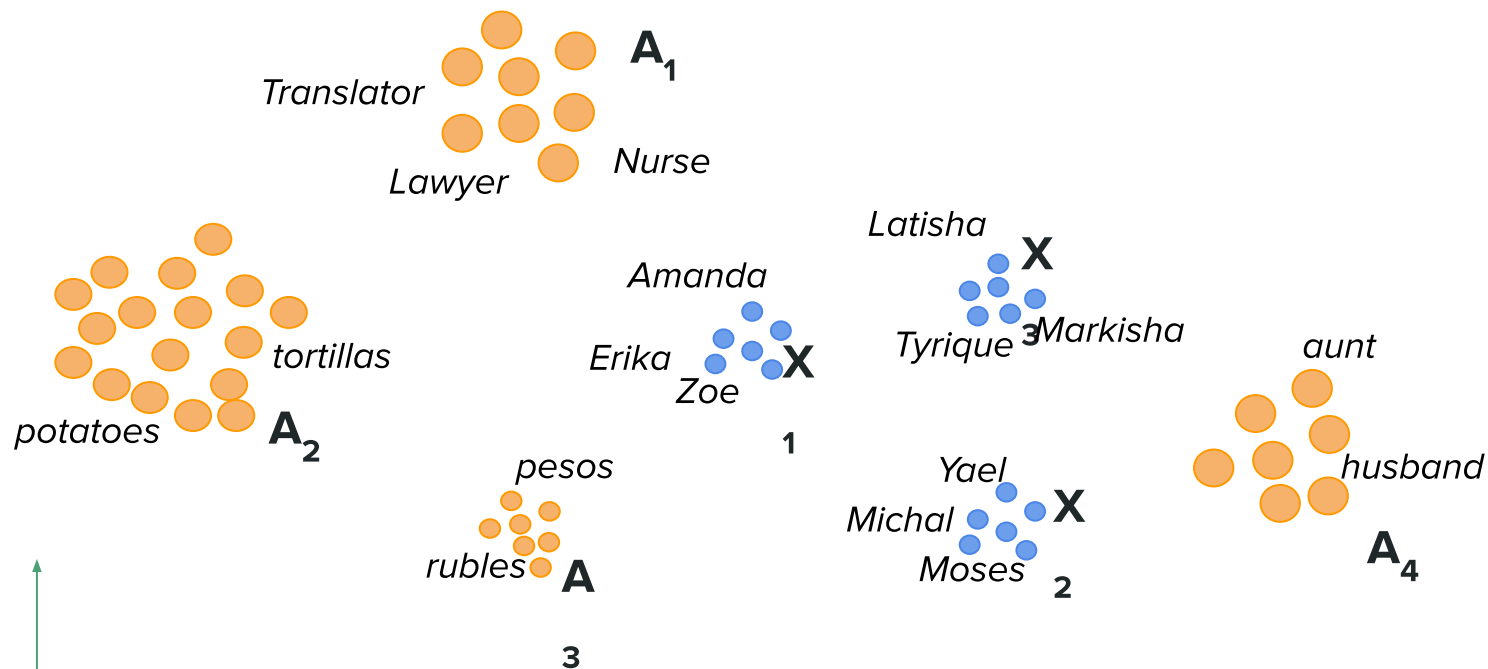 A1
Translator
Nurse
Lawyer
Latisha
X
3
Amanda
Tyrique
Markisha
Erika
X
1
Zoe
aunt
tortillas
potatoes
A2
pesos
Yael
husband
Michal
X
2
rubles
Moses
A
3
A4